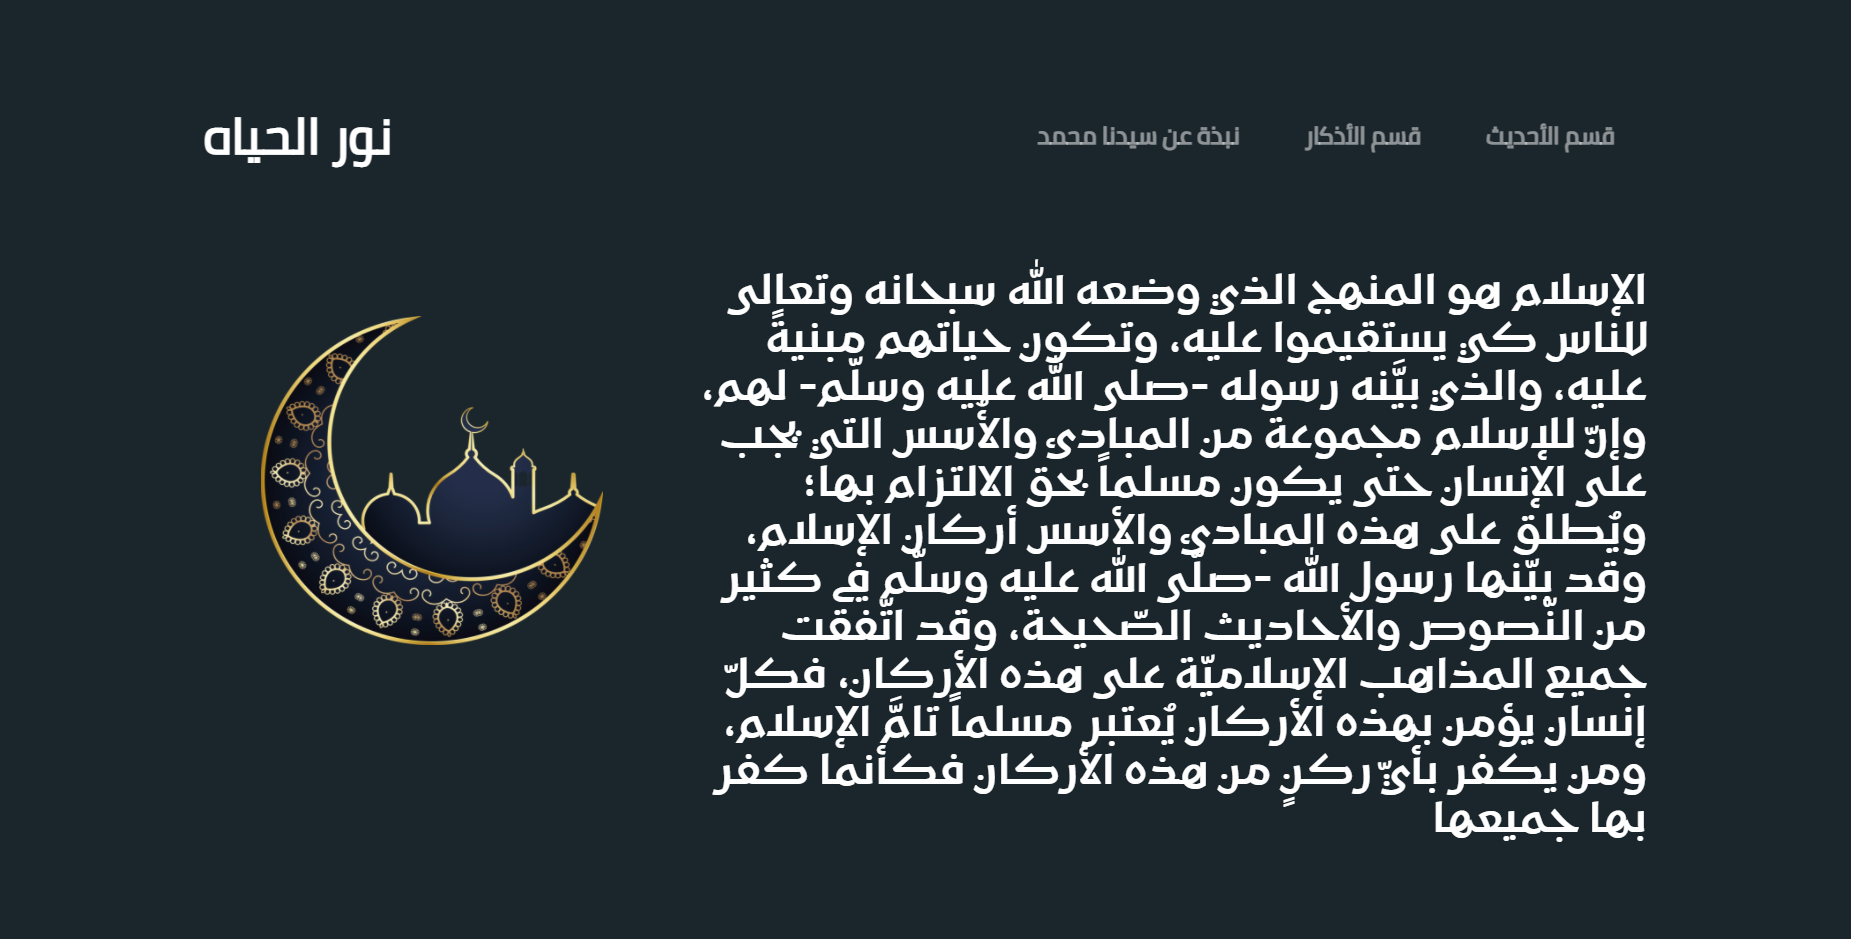 قسم الأحديث
قسم الأذكار
نبذة عن سيدنا محمد
نور الحياه
الإسلام هو المنهج الذي وضعه الله سبحانه وتعالى
للناس كي يستقيموا عليه، وتكون حياتهم مبنيةً
عليه، والذي بيَّنه رسوله -صلى الله عليه وسلّم- لهم،
وإنّ للإسلام مجموعة من المبادئ والأُسس التي يجب
على الإنسان حتى يكون مسلماً بحق الالتزام بها؛
ويُطلق على هذه المبادئ والأسس أركان الإسلام،
وقد بيّنها رسول الله -صلّى الله عليه وسلّم في كثير
من النّصوص والأحاديث الصّحيحة، وقد اتّفقت
جميع المذاهب الإسلاميّة على هذه الأركان، فكلّ
إنسان يؤمن بهذه الأركان يُعتبر مسلماً تامَّ الإسلام،
ومن يكفر بأيّ ركنٍ من هذه الأركان فكأنما كفر
بها جميعها